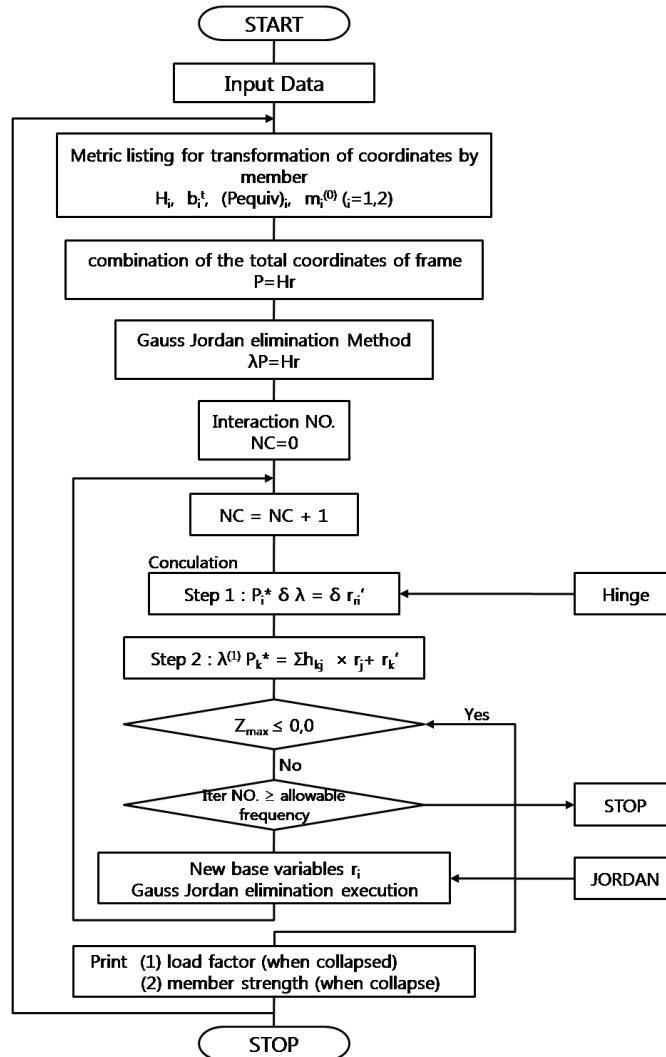 START
Input Data
Metric listing for transformation of coordinates by
member
Hᵢ, bᵢᵗ, (Pequiv)ᵢ, mᵢ⁽⁰⁾ (ᵢ=1,2)
combination of the total coordinates of frame
P=Hr
Gauss Jordan elimination Method
λP=Hr
Interaction NO.
NC=0
NC = NC + 1
Conculation
Step 1 : Pᵢ* δ λ = δ rᵣᵢ′
Hinge
Step 2 : λ⁽¹⁾ Pₖ* = Σhₖⱼ × rⱼ+ rₖ′
Yes
Zₘₐₓ ≤ 0,0
No
Iter NO. ≥ allowable
frequency
STOP
New base variables rᵢ
Gauss Jordan elimination execution
JORDAN
Print (1) load factor (when collapsed)
(2) member strength (when collapse)
STOP